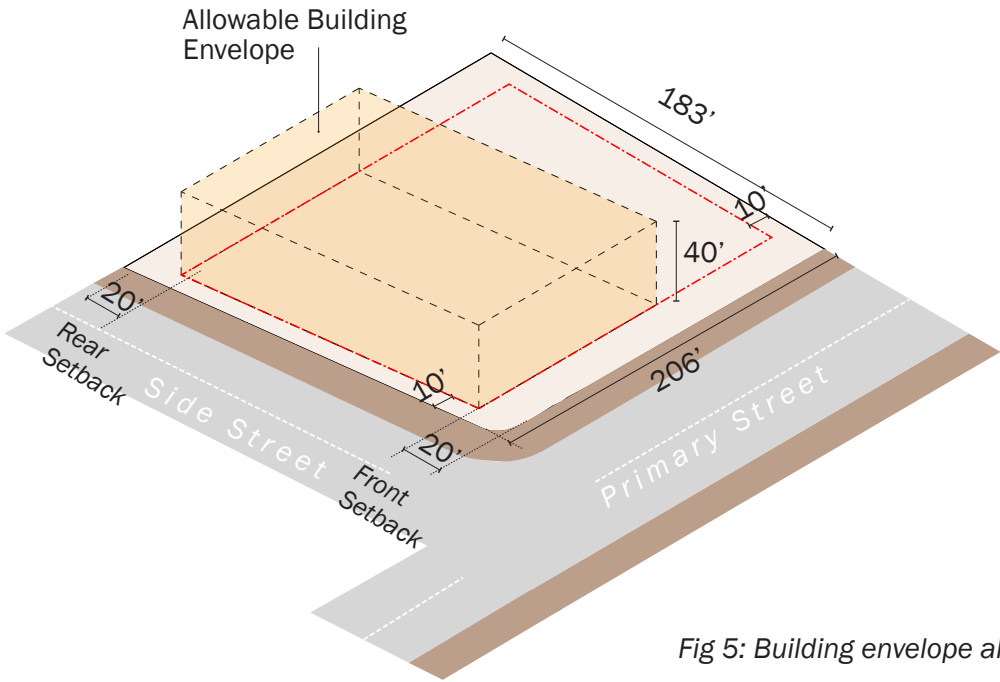 Allowable Building
Envelope
183’
10’
40’
20’
Rear
Setback
Side Street
10’
206’
20’
Front
Setback
Primary Street
Fig 5: Building envelope al